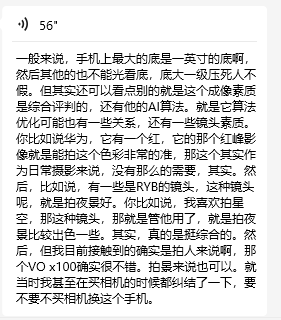 56"
一般来说，手机上最大的底是一英寸的底啊，
然后其他的也不能光看底，底大一级压死人不
假。但其实还可以看点别的就是这个成像素质
是综合评判的，还有他的AI算法。就是它算法
优化可能也有一些关系，还有一些镜头素质。
你比如说华为，它有一个红，它的那个红峰影
像就是能拍这个色彩非常的准，那这个其实作
为日常摄影来说，没有那么的需要，其实。然
后，比如说，有一些是RYB的镜头，这种镜头
呢，就是拍夜景好。你比如说，我喜欢拍星
空，那这种镜头，那就是曾他用了，就是拍夜
景比较出色一些。其实，真的是挺综合的。然
后，但我目前接触到的确实是拍人来说啊，那
个VO x100确实很不错。拍景来说也可以。就
当时我甚至在买相机的时候都纠结了一下，要
不要不买相机换这个手机。